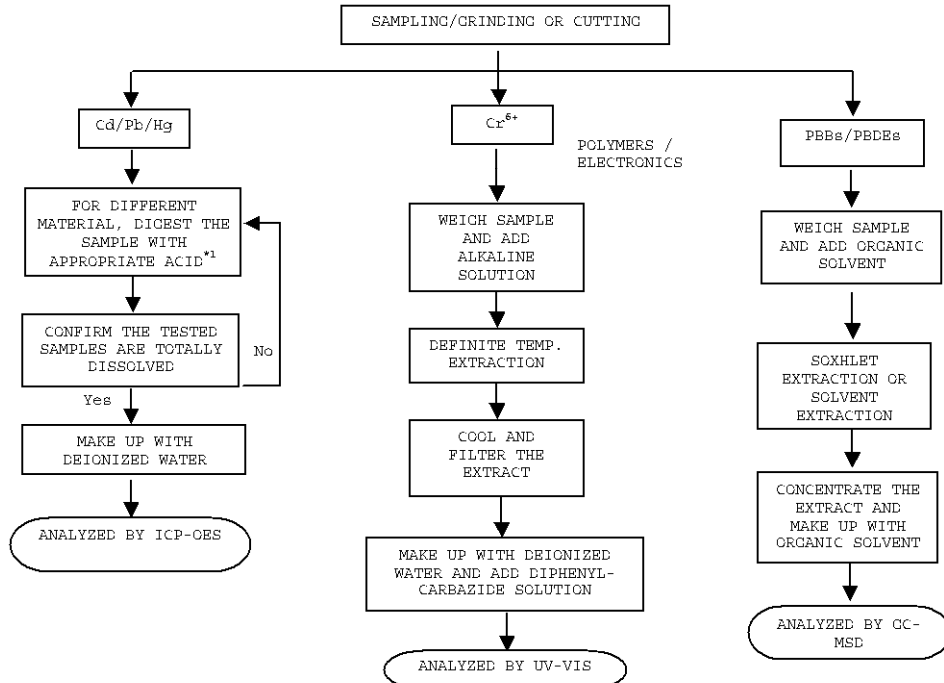 SAMPLING/GRINDING OR CUTTING
Cd/Pb/Hg
FOR DIFFERENT
MATERIAL, DIGEST THE
SAMPLE WITH
APPROPRIATE ACID*1
CONFIRM THE TESTED
SAMPLES ARE TOTALLY
DISSOLVED
No
Yes
MAKE UP WITH
DEIONIZED WATER
ANALYZED BY ICP-OES
Cr6+
POLYMERS /
ELECTRONICS
WEIGH SAMPLE
AND ADD
ALKALINE
SOLUTION
DEFINITE TEMP.
EXTRACTION
COOL AND
FILTER THE
EXTRACT
MAKE UP WITH DEIONIZED
WATER AND ADD DIPHENYL-
CARBAZIDE SOLUTION
ANALYZED BY UV-VIS
PBBs/PBDEs
WEIGH SAMPLE
AND ADD ORGANIC
SOLVENT
SOXHLET
EXTRACTION OR
SOLVENT
EXTRACTION
CONCENTRATE THE
EXTRACT AND
MAKE UP WITH
ORGANIC SOLVENT
ANALYZED BY GC-
MSD